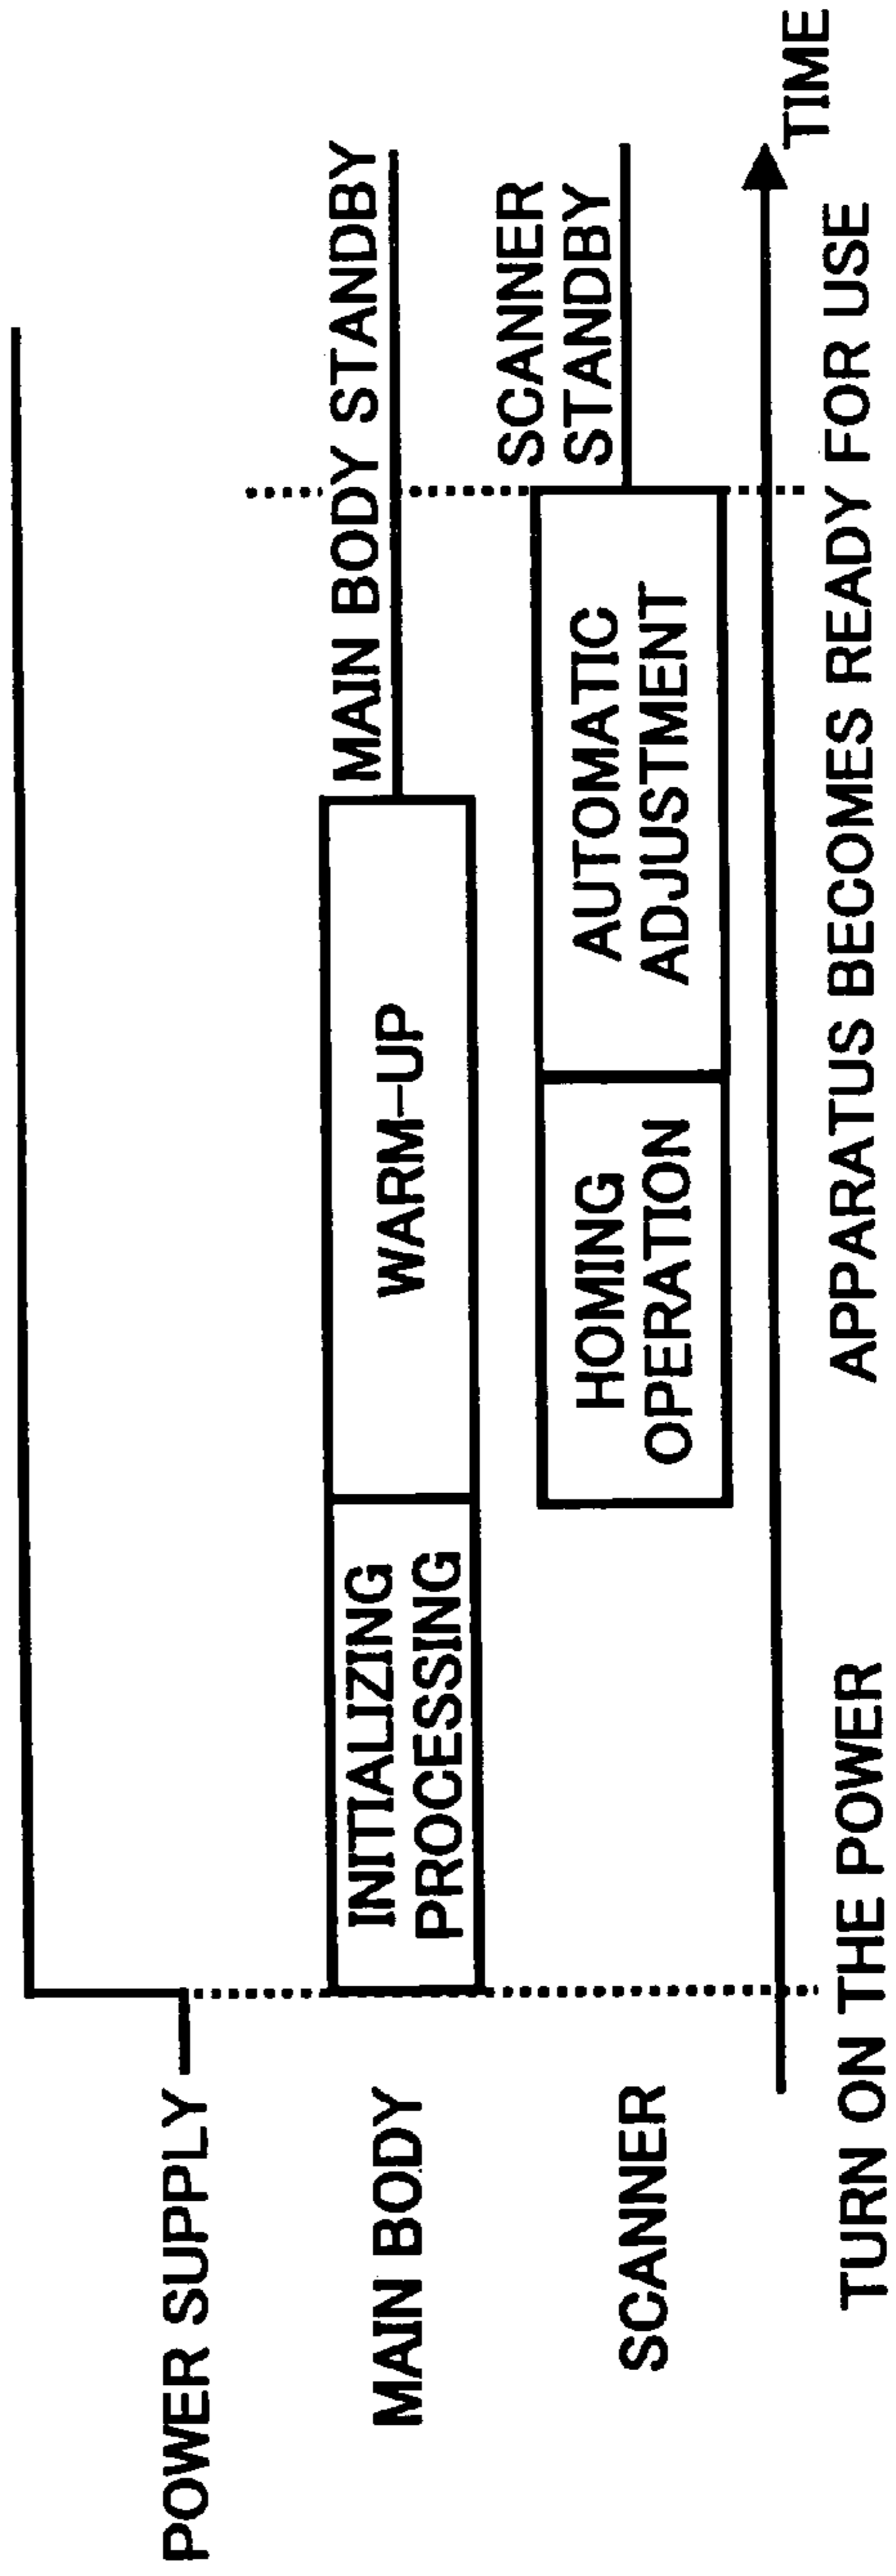 POWER SUPPLY
MAIN BODY
INITIALIZING
PROCESSING
WARM-UP
MAIN BODY STANDBY
SCANNER
HOMING
OPERATION
AUTOMATIC
ADJUSTMENT
SCANNER
STANDBY
TIME
TURN ON THE POWER
APPARATUS BECOMES READY FOR USE